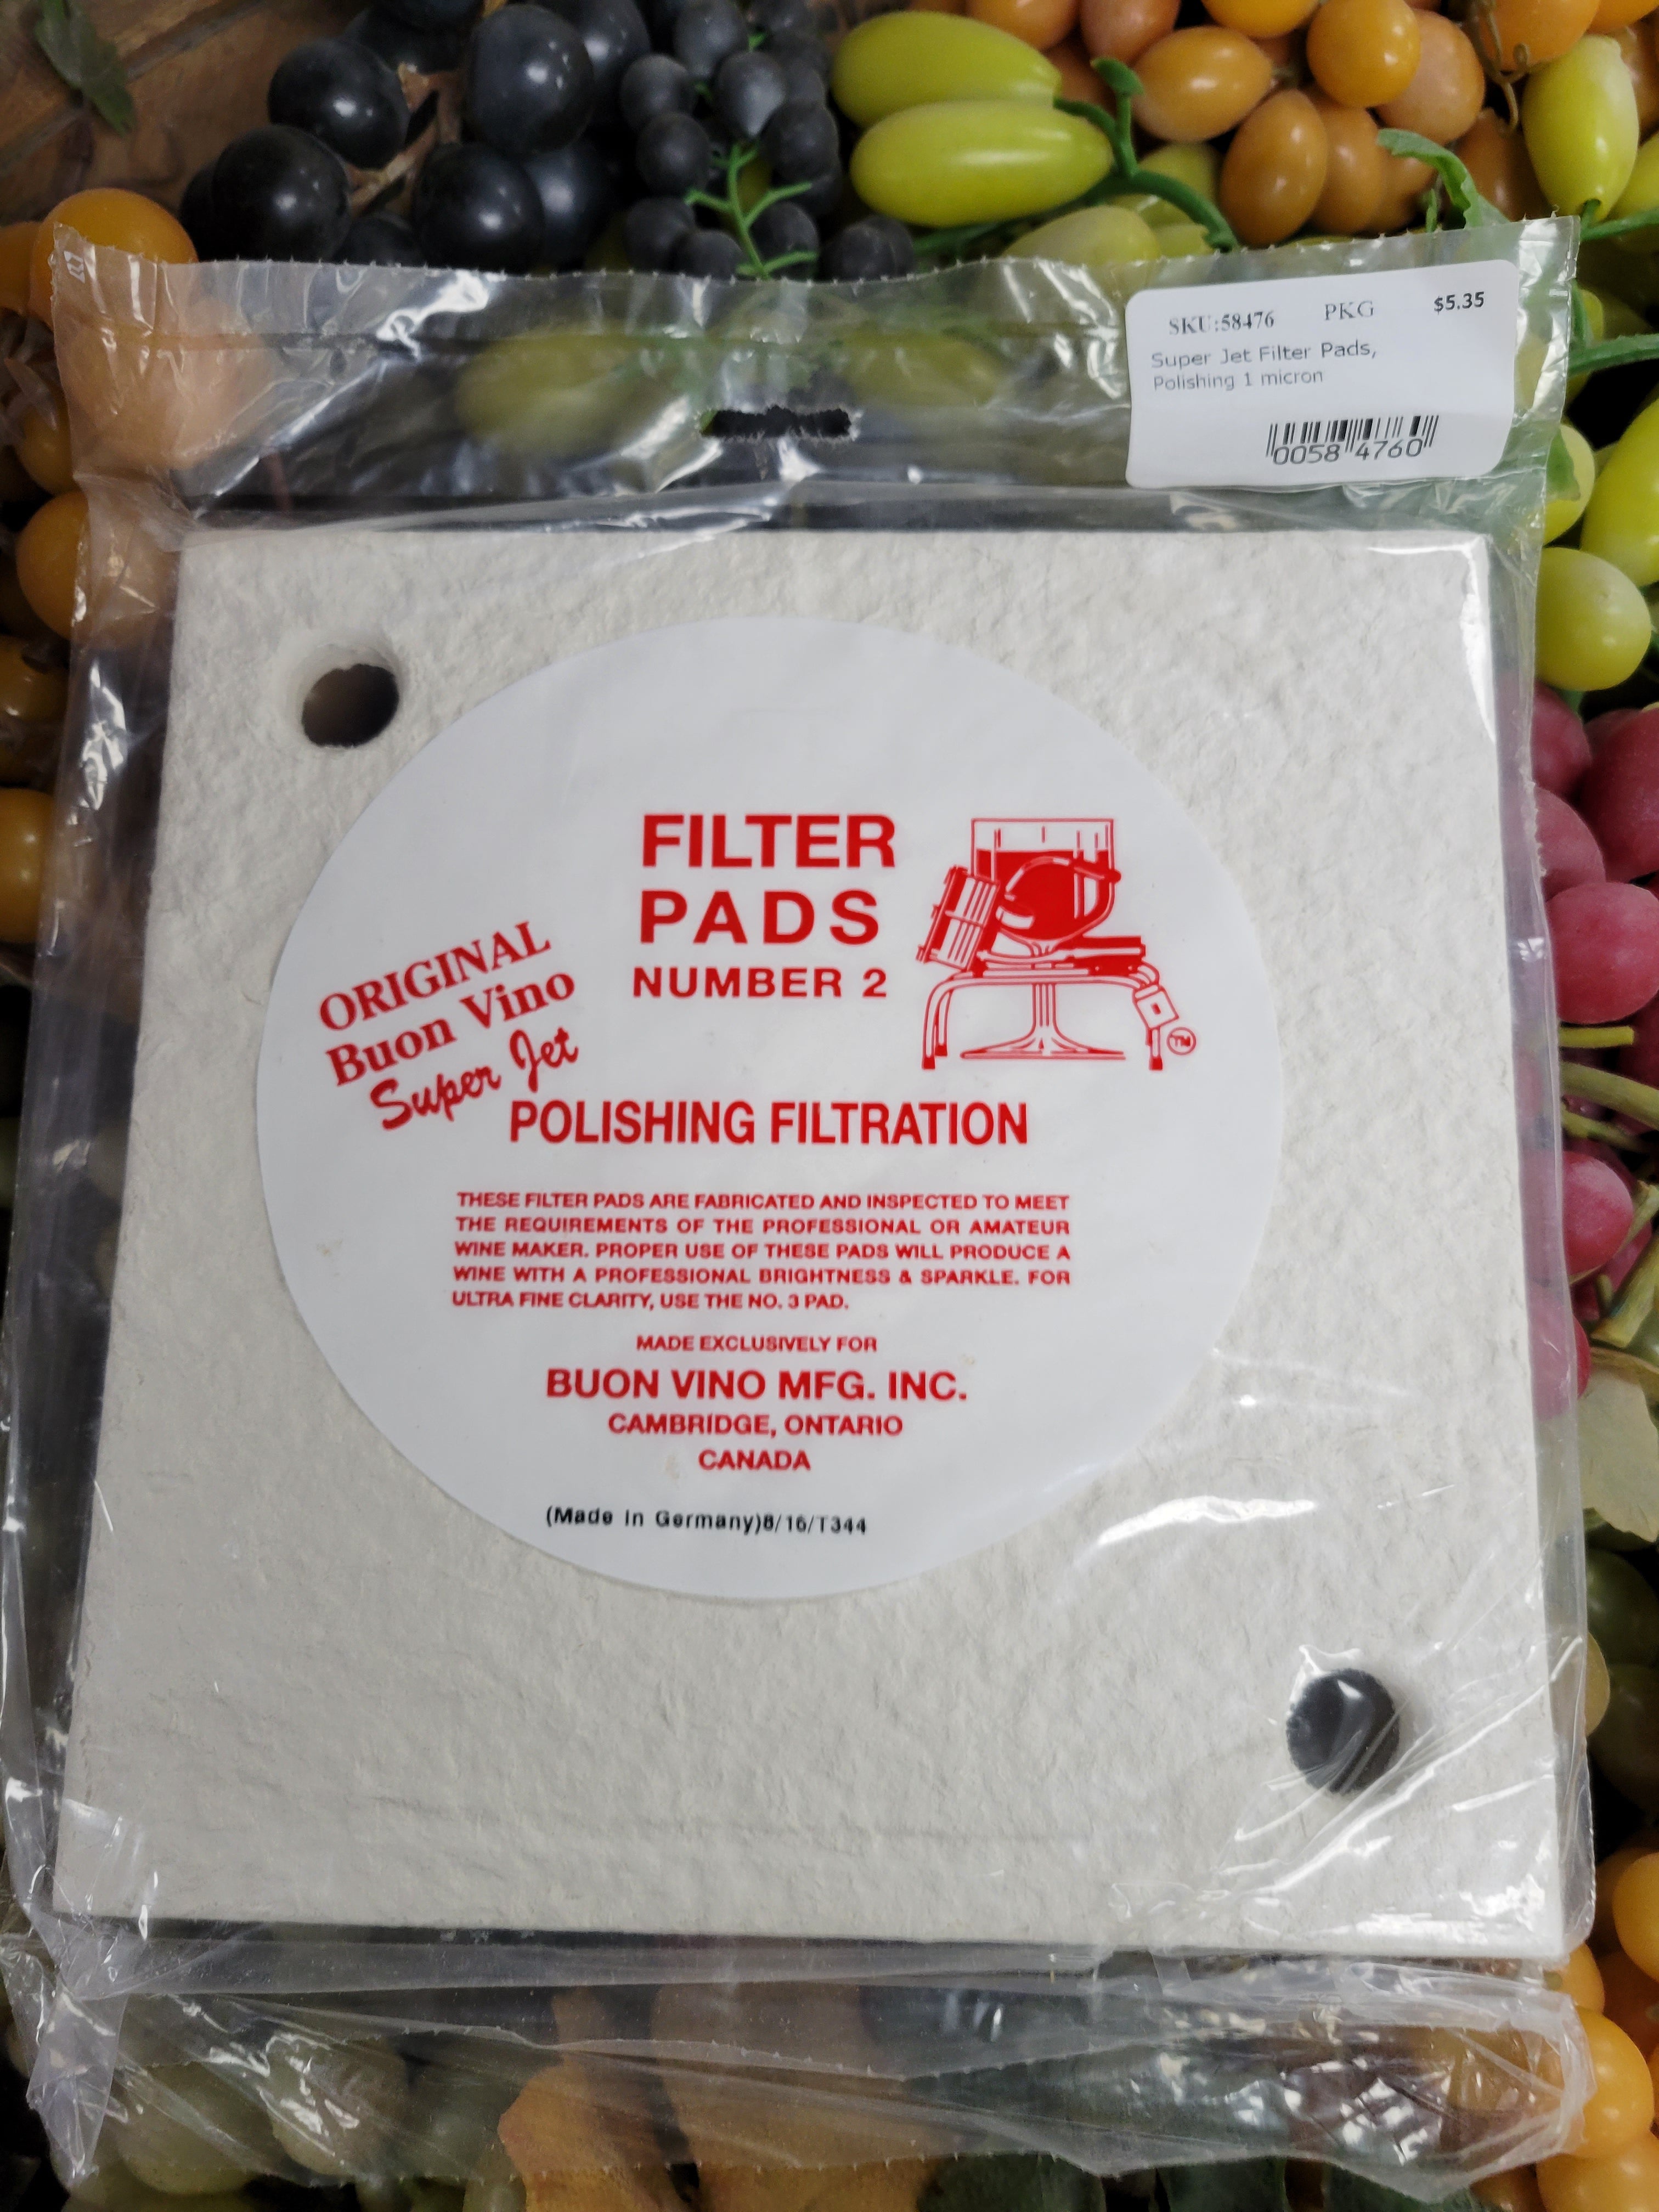 SKU:58476 PKG $5.35
Super Jet Filter Pads,
Polishing 1 micron
0058 4760
FILTER
PADS
NUMBER 2
ORIGINAL
Buon Vino
Super Jet
TM
POLISHING FILTRATION
THESE FILTER PADS ARE FABRICATED AND INSPECTED TO MEET
THE REQUIREMENTS OF THE PROFESSIONAL OR AMATEUR
WINE MAKER. PROPER USE OF THESE PADS WILL PRODUCE A
WINE WITH A PROFESSIONAL BRIGHTNESS & SPARKLE. FOR
ULTRA FINE CLARITY, USE THE NO. 3 PAD.
MADE EXCLUSIVELY FOR
BUON VINO MFG. INC.
CAMBRIDGE, ONTARIO
CANADA
(Made in Germany)8/16/T344